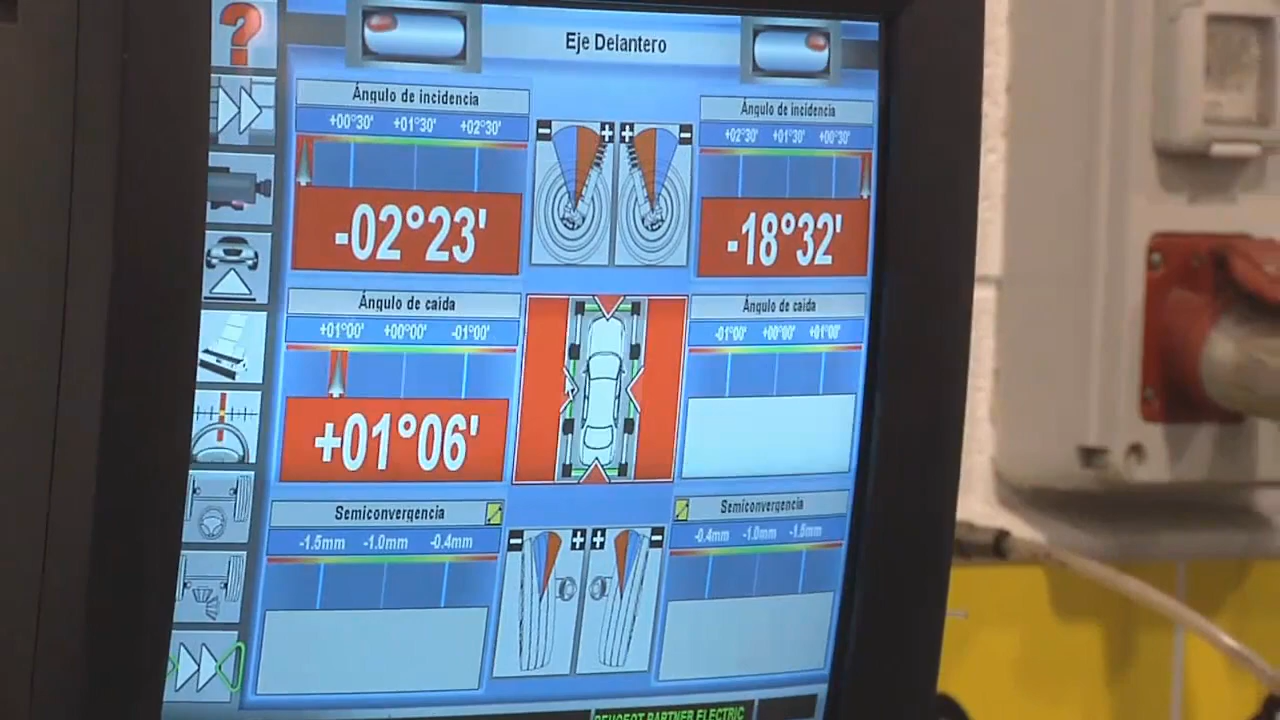 Eje Delantero
Ángulo de incidencia
+00°30' +01°30' +02°30'
-02°23'
Ángulo de incidencia
+02°30' +01°30' +00°30'
-18°32'
Ángulo de caida
+01°00' +00°00' -01°00'
+01°06'
Ángulo de caida
-01°00' +00°00' +01°00'
Semiconvergencia
-1.5mm -1.0mm -0.4mm
Semiconvergencia
-0.4mm -1.0mm -1.5mm
PEUGEOT PARTNER ELECTRIC